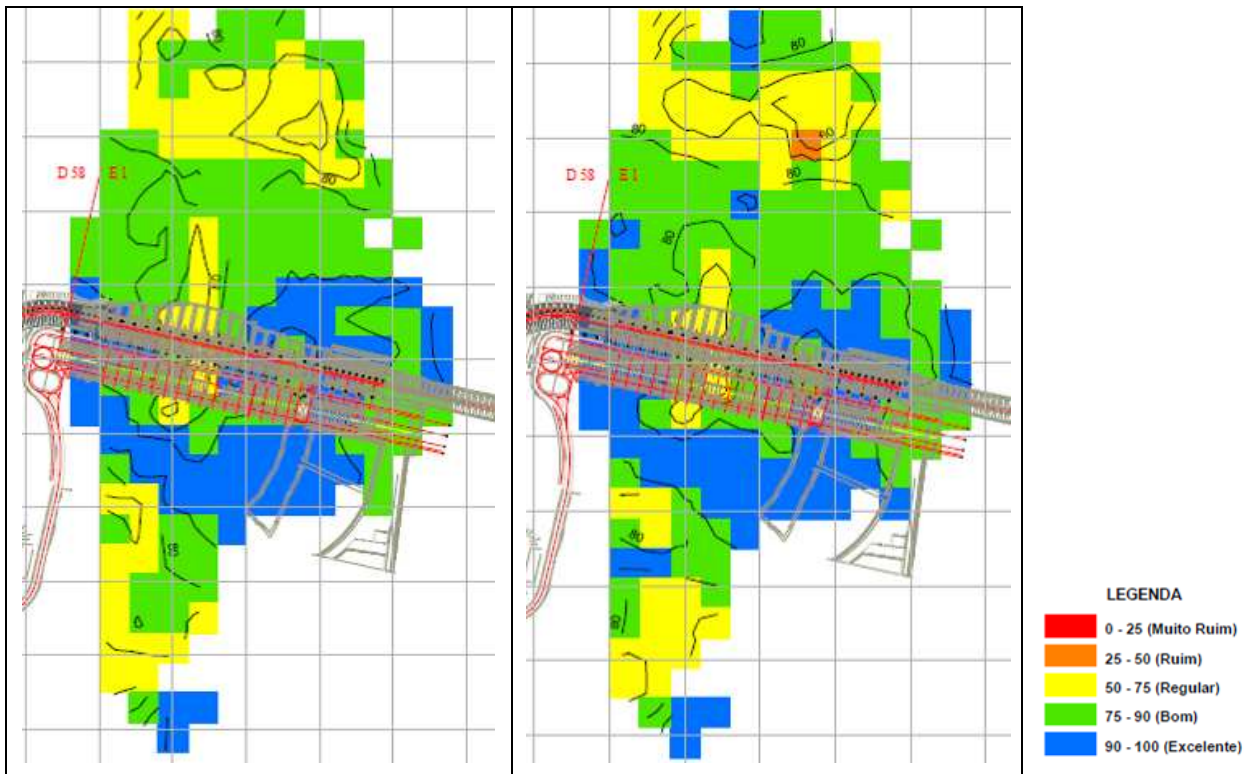 80
D 58 E 1
80
80
80
80
80
D 58 E 1
80
80
LEGENDA
0 - 25 (Muito Ruim)
25 - 50 (Ruim)
50 - 75 (Regular)
75 - 90 (Bom)
90 - 100 (Excelente)